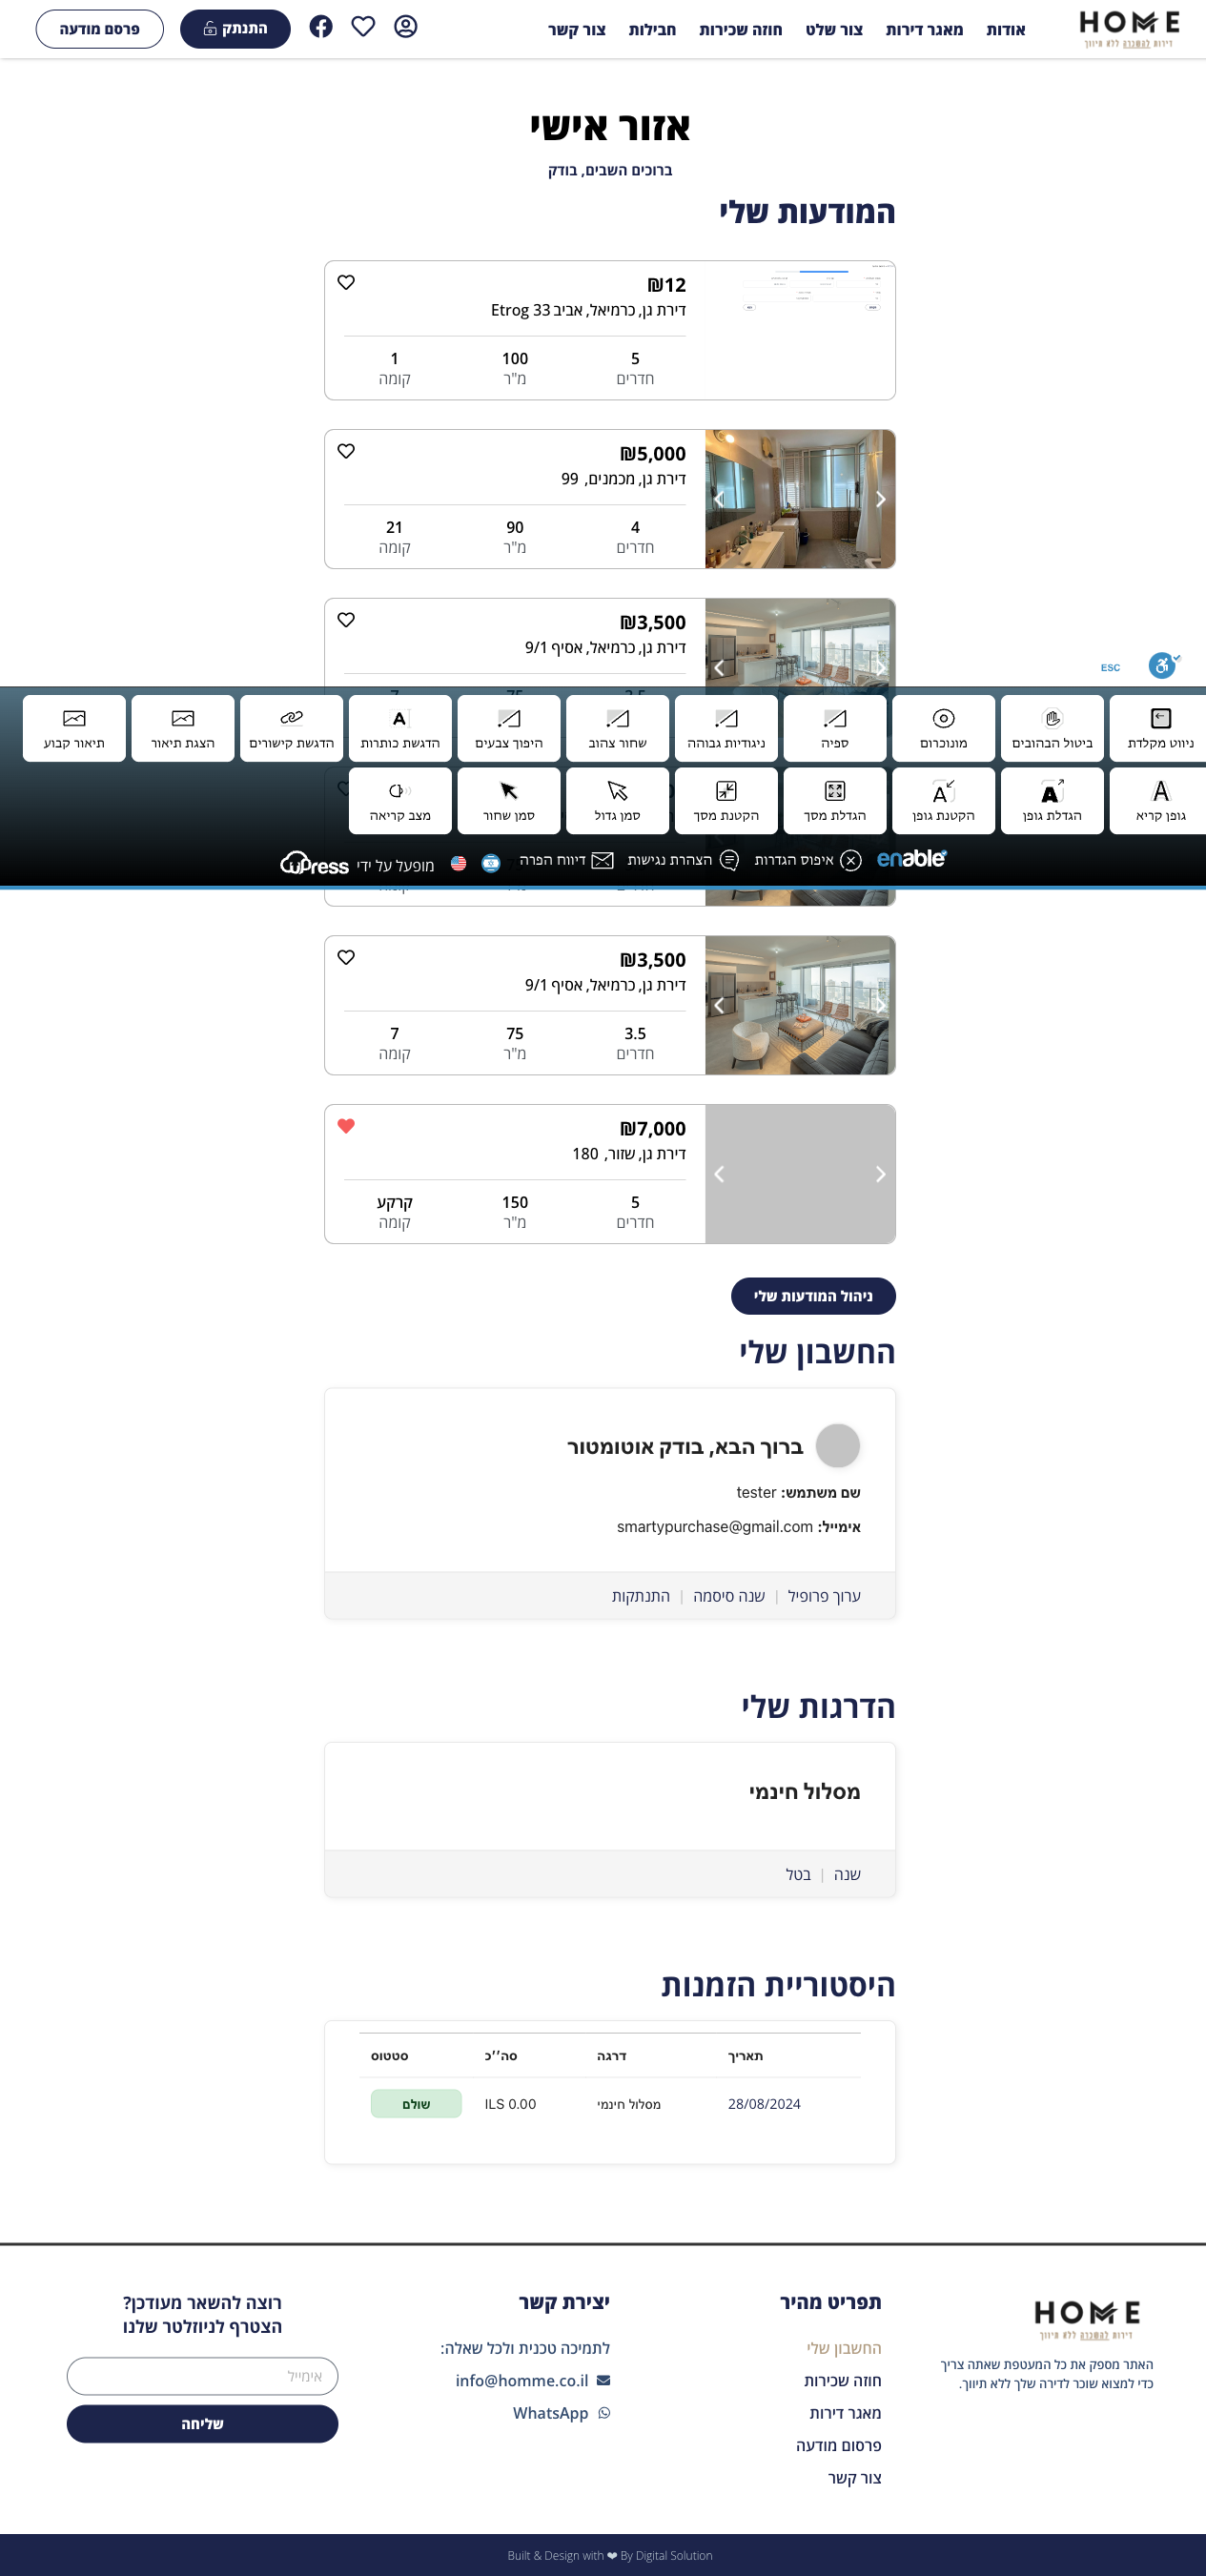 HOME
דירות להשכרה ללא תיווך
אודות
מאגר דירות
צור שלט
חוזה שכירות
חבילות
צור קשר
התנתק
פרסם מודעה
אזור אישי
ברוכים השבים, בודק
המודעות שלי
₪12
דירת גן, כרמיאל, אביב Etrog 33
5 100 1
חדרים מ"ר קומה
₪5,000
דירת גן, מכמנים, 99
4 90 21
חדרים מ"ר קומה
₪3,500
דירת גן, כרמיאל, אסיף 9/1
3.5 75 7
ESC
ניווט מקלדת
ביטול הבהובים
מונוכרום
ספיה
ניגודיות גבוהה
שחור צהוב
היפוך צבעים
הדגשת כותרות
הדגשת קישורים
הצגת תיאור
תיאור קבוע
גופן קריא
הגדלת גופן
הקטנת גופן
הגדלת מסך
הקטנת מסך
סמן גדול
סמן שחור
מצב קריאה
enable
איפוס הגדרות
הצהרת נגישות
דיווח הפרה
מופעל על ידי
uPress
₪3,500
דירת גן, כרמיאל, אסיף 9/1
3.5 75 7
חדרים מ"ר קומה
₪7,000
דירת גן, שזור, 180
5 150 קרקע
חדרים מ"ר קומה
ניהול המודעות שלי
החשבון שלי
ברוך הבא, בודק אוטומטור
שם משתמש: tester
אימייל: smartypurchase@gmail.com
ערוך פרופיל | שנה סיסמה | התנתקות
הדרגות שלי
מסלול חינמי
שנה | בטל
היסטוריית הזמנות
תאריך דרגה סה''כ סטטוס
28/08/2024 מסלול חינמי ILS 0.00 שולם
HOME
דירות להשכרה ללא תיווך
האתר מספק את כל המעטפת שאתה צריך
כדי למצוא שוכר לדירה שלך ללא תיווך.
תפריט מהיר
החשבון שלי
חוזה שכירות
מאגר דירות
פרסום מודעה
צור קשר
יצירת קשר
לתמיכה טכנית ולכל שאלה:
info@homme.co.il
WhatsApp
רוצה להשאר מעודכן?
הצטרף לניוזלטר שלנו
אימייל
שליחה
Built & Design with ❤ By Digital Solution